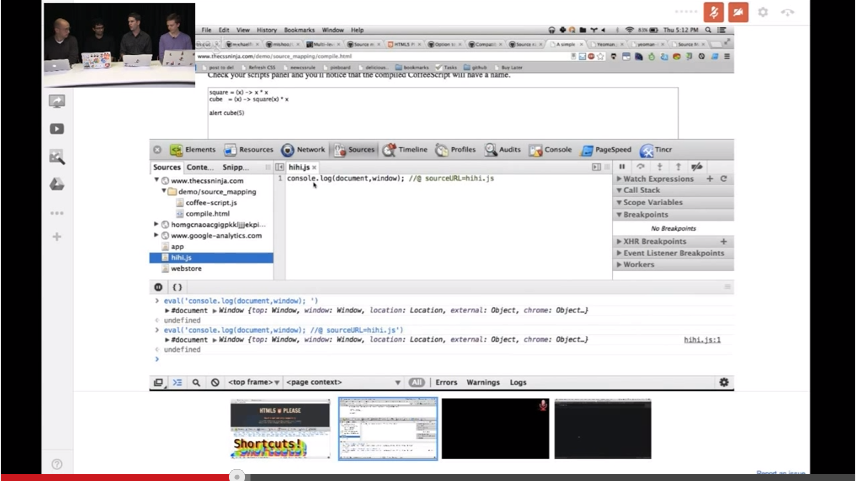 File Edit View History Bookmarks Window Help
Thu 5:12 PM
www.thecssninja.com/demo/source_mapping/compile.html
Check your scripts panel and you'll notice that the compiled CoffeeScript will have a name.
square = (x) -> x * x
cube = (x) -> square(x) * x
alert cube(5)
Elements Resources Network Sources Timeline Profiles Audits Console PageSpeed Tincr
Sources Conte... Snipp... hihi.js
1 console.log(document,window); //@ sourceURL=hihi.js
www.thecssninja.com
demo/source_mapping
coffee-script.js
compile.html
homgcnaoacgigpkkljjjekpi...
www.google-analytics.com
app
hihi.js
webstore
Watch Expressions
Call Stack
Scope Variables
Breakpoints
No Breakpoints
XHR Breakpoints
Event Listener Breakpoints
Workers
eval('console.log(document,window); ')
#document Window {top: Window, window: Window, location: Location, external: Object, chrome: Object…}
undefined
eval('console.log(document,window); //@ sourceURL=hihi.js')
#document Window {top: Window, window: Window, location: Location, external: Object, chrome: Object…} hihi.js:1
undefined
<top frame> <page context> All Errors Warnings Logs
HTML5 PLEASE
Shortcuts!
Report an issue